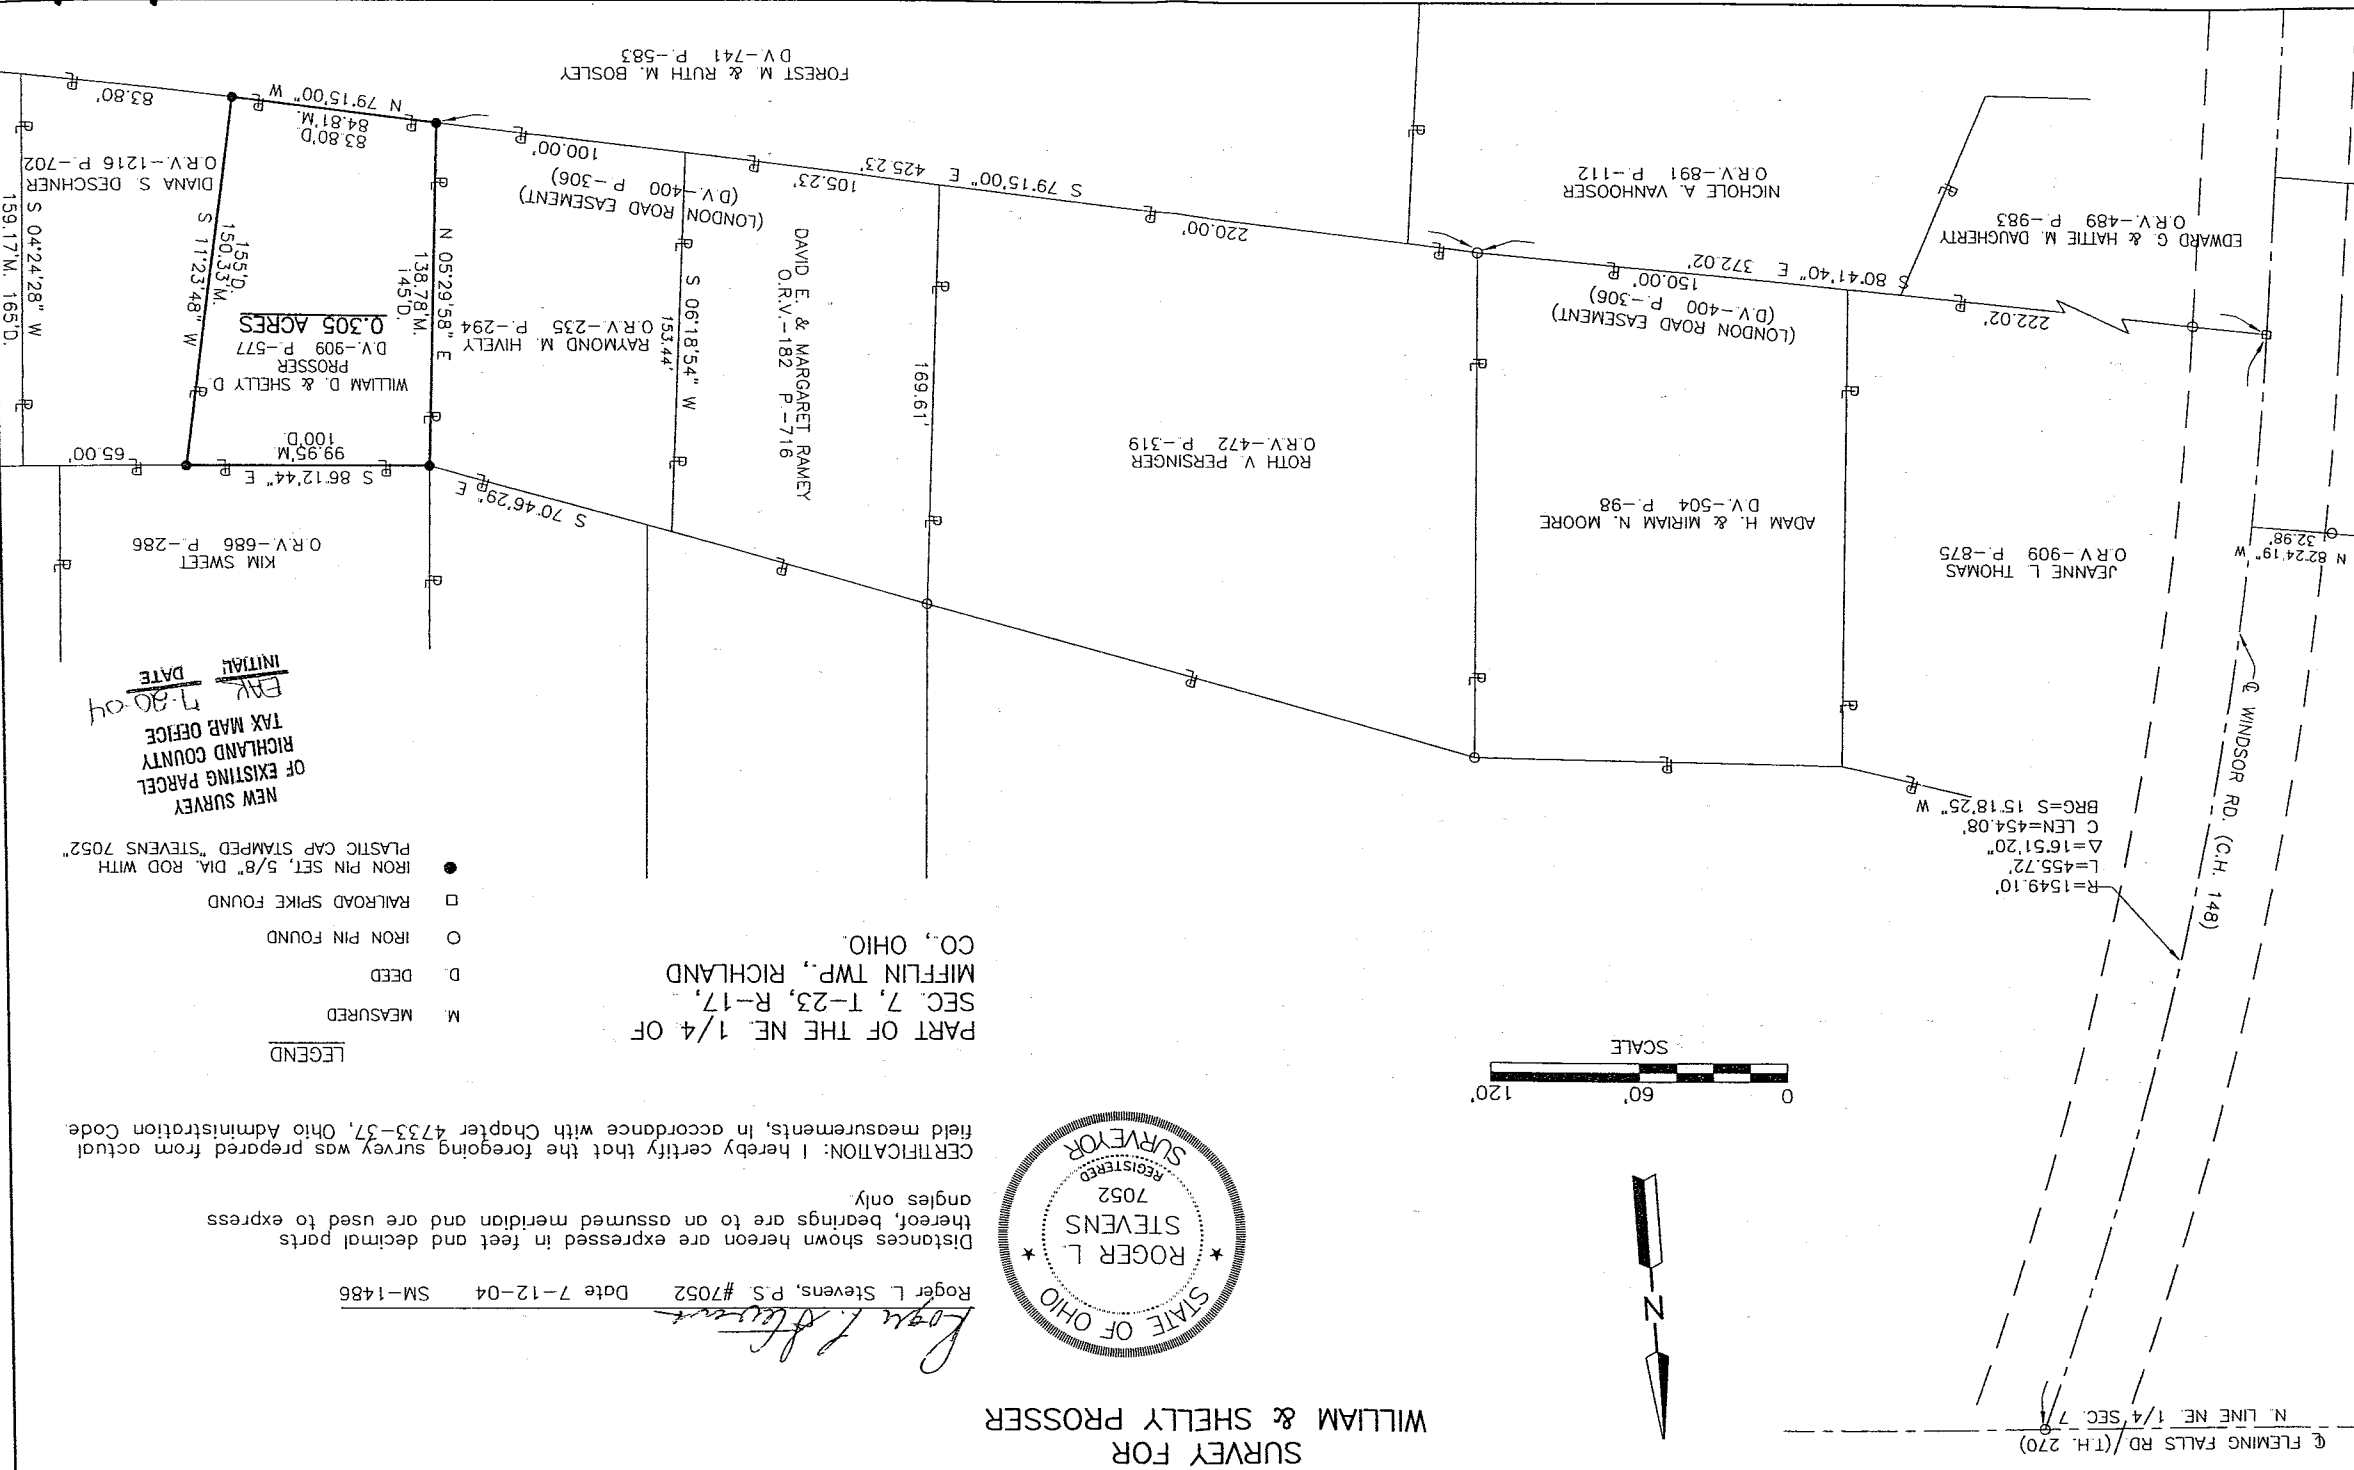 SURVEY FOR
WILLIAM & SHELLY PROSSER
℄ FLEMING FALLS RD (T.H. 270)
N. LINE NE 1/4 SEC 7
N
STATE OF OHIO
ROGER L.
STEVENS
7052
REGISTERED
SURVEYOR
Roger L. Stevens, P.S. #7052 Date 7-12-04 SM-1486
Distances shown hereon are expressed in feet and decimal parts
thereof, bearings are to an assumed meridian and are used to express
angles only
CERTIFICATION: I hereby certify that the foregoing survey was prepared from actual
field measurements, in accordance with Chapter 4733-37, Ohio Administration Code.
0 60' 120'
SCALE
PART OF THE NE. 1/4 OF
SEC. 7, T-23, R-17,
MIFFLIN TWP., RICHLAND
CO., OHIO
LEGEND
M. MEASURED
D. DEED
IRON PIN FOUND
RAILROAD SPIKE FOUND
IRON PIN SET, 5/8" DIA. ROD WITH
PLASTIC CAP STAMPED "STEVENS 7052"
NEW SURVEY
OF EXISTING PARCEL
RICHLAND COUNTY
TAX MAP OFFICE
EAK 7-20-04
INITIAL DATE
R=1549.10'
L=455.72'
Δ=16°51'20"
C LEN=454.08'
BRG=S 15°18'25" W
℄ WINDSOR RD. (C.H. 148)
N 82°24'19" W
32.98'
JEANNE L THOMAS
O.R.V-909 P-875
ADAM H. & MIRIAM N. MOORE
D.V.-504 P.-98
ROTH V. PERSINGER
O.R.V.-472 P-319
169.61'
DAVID E. & MARGARET RAMEY
O.R.V.-182 P.-716
S 06°18'54" W
153.44'
RAYMOND M. HIVELY
O.R.V-235 P.-294
S 70°46'29" E
KIM SWEET
O.R.V-686 P-286
S 86°12'44" E
99.95'M
100'D.
65.00'
WILLIAM D. & SHELLY D.
PROSSER
D.V.-909 P.-577
0.305 ACRES
N 05°29'58" E
138.78'M.
145'D.
S 11°23'48" W
150.33'M.
155'D.
DIANA S. DESCHNER
O.R.V-1216 P-702
S 04°24'28" W
159.17'M. 165'D.
83.80'D.
84.81'M.
N 79°15'00" W
83.80'
(LONDON ROAD EASEMENT)
(D.V.-400 P-306)
100.00'
105.23'
S 79°15'00" E 425.23'
220.00'
(LONDON ROAD EASEMENT)
(D.V.-400 P.-306)
150.00'
S 80°41'40" E 372.02'
222.02'
EDWARD G. & HATTIE M. DAUGHERTY
O.R.V.-489 P-983
NICHOLE A. VANHOOSER
O.R.V.-891 P-112
FOREST M. & RUTH M. BOSLEY
D.V-741 P.-583